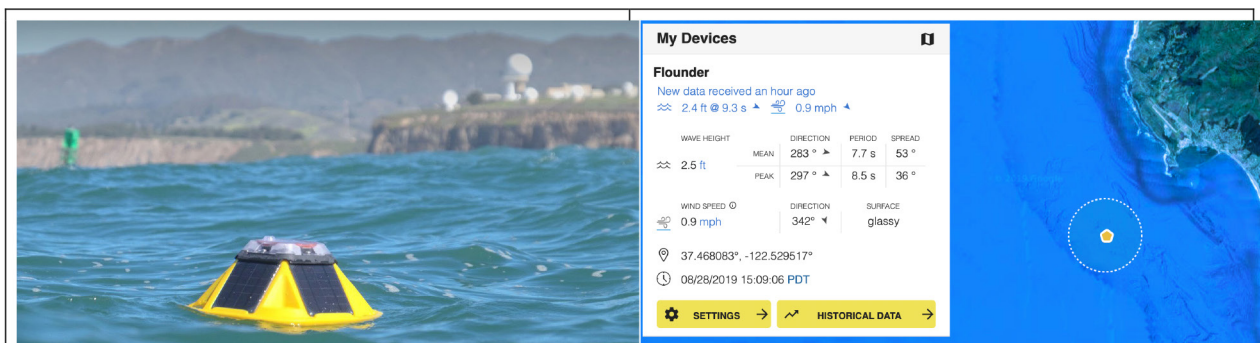 My Devices
Flounder
New data received an hour ago
2.4 ft @ 9.3 s 0.9 mph
WAVE HEIGHT DIRECTION PERIOD SPREAD
MEAN 283 ° 7.7 s 53 °
2.5 ft
PEAK 297 ° 8.5 s 36 °
WIND SPEED DIRECTION SURFACE
0.9 mph 342° glassy
37.468083°, -122.529517°
08/28/2019 15:09:06 PDT
SETTINGS HISTORICAL DATA